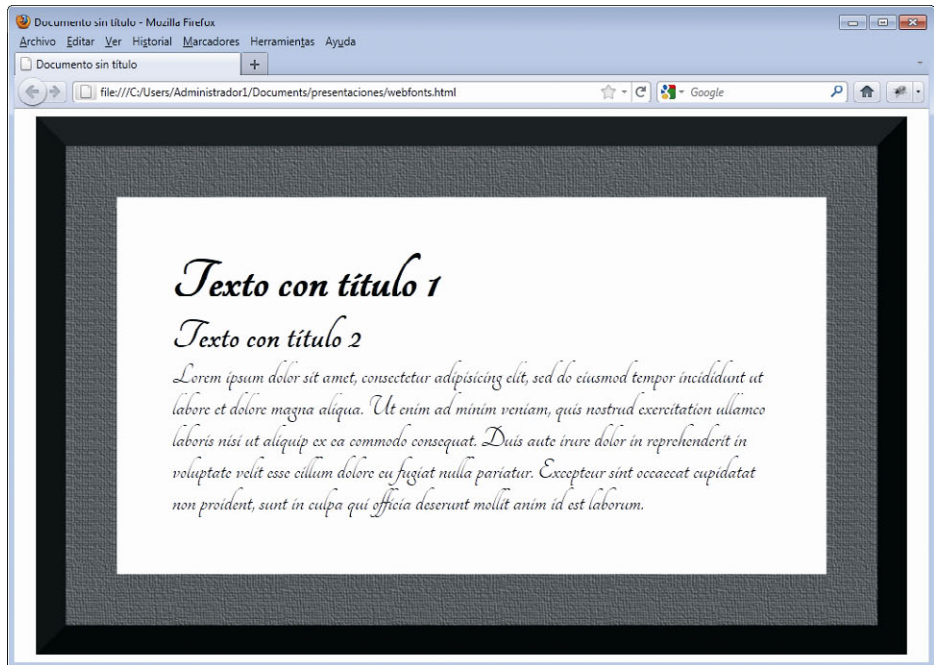 Documento sin título - Mozilla Firefox
Archivo Editar Ver Historial Marcadores Herramientas Ayuda
Documento sin título
file:///C:/Users/Administrador1/Documents/presentaciones/webfonts.html
Google
Texto con título 1
Texto con título 2
Lorem ipsum dolor sit amet, consectetur adipisicing elit, sed do eiusmod tempor incididunt ut
labore et dolore magna aliqua. Ut enim ad minim veniam, quis nostrud exercitation ullamco
laboris nisi ut aliquip ex ea commodo consequat. Duis aute irure dolor in reprehenderit in
voluptate velit esse cillum dolore eu fugiat nulla pariatur. Excepteur sint occaecat cupidatat
non proident, sunt in culpa qui officia deserunt mollit anim id est laborum.